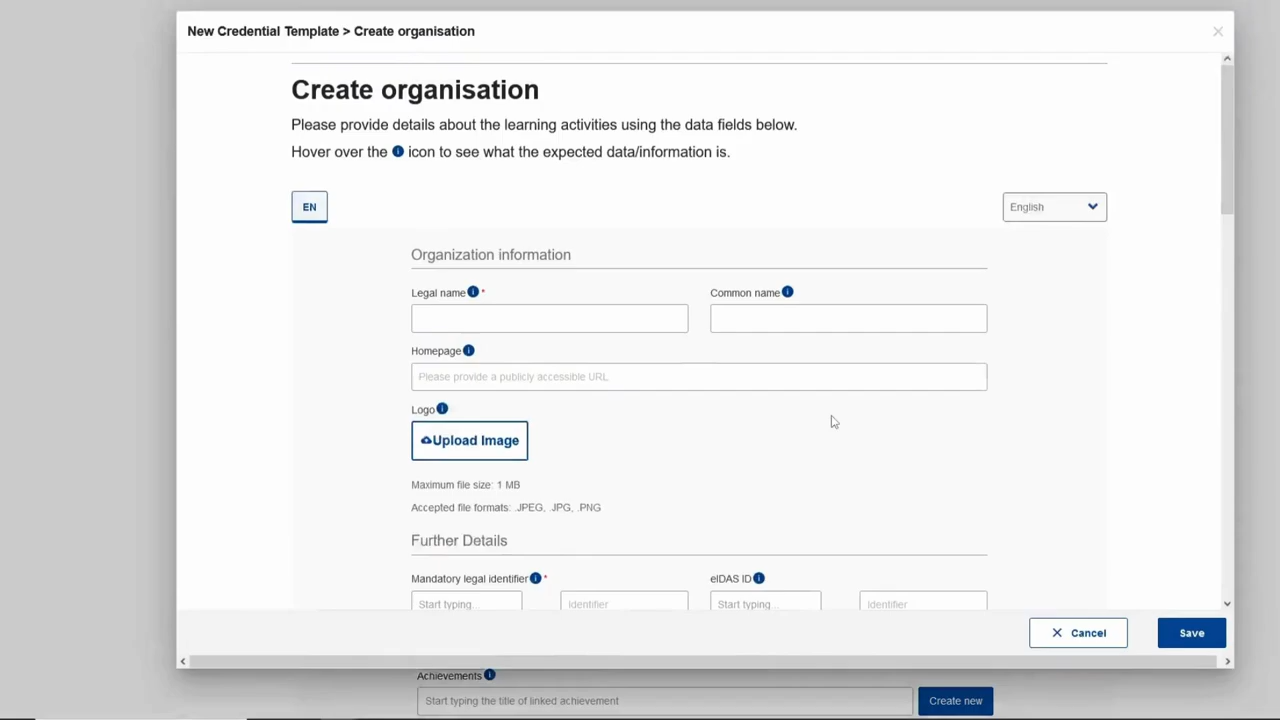 New Credential Template > Create organisation
Create organisation
Please provide details about the learning activities using the data fields below.
Hover over the i icon to see what the expected data/information is.
EN
English
Organization information
Legal name i *
Common name i
Homepage i
Please provide a publicly accessible URL
Logo i
Upload Image
Maximum file size: 1 MB
Accepted file formats: .JPEG, .JPG, .PNG
Further Details
Mandatory legal identifier i *
eIDAS ID i
Start typing...
Identifier
Start typing...
Identifier
Cancel
Save
Achievements i
Start typing the title of linked achievement
Create new